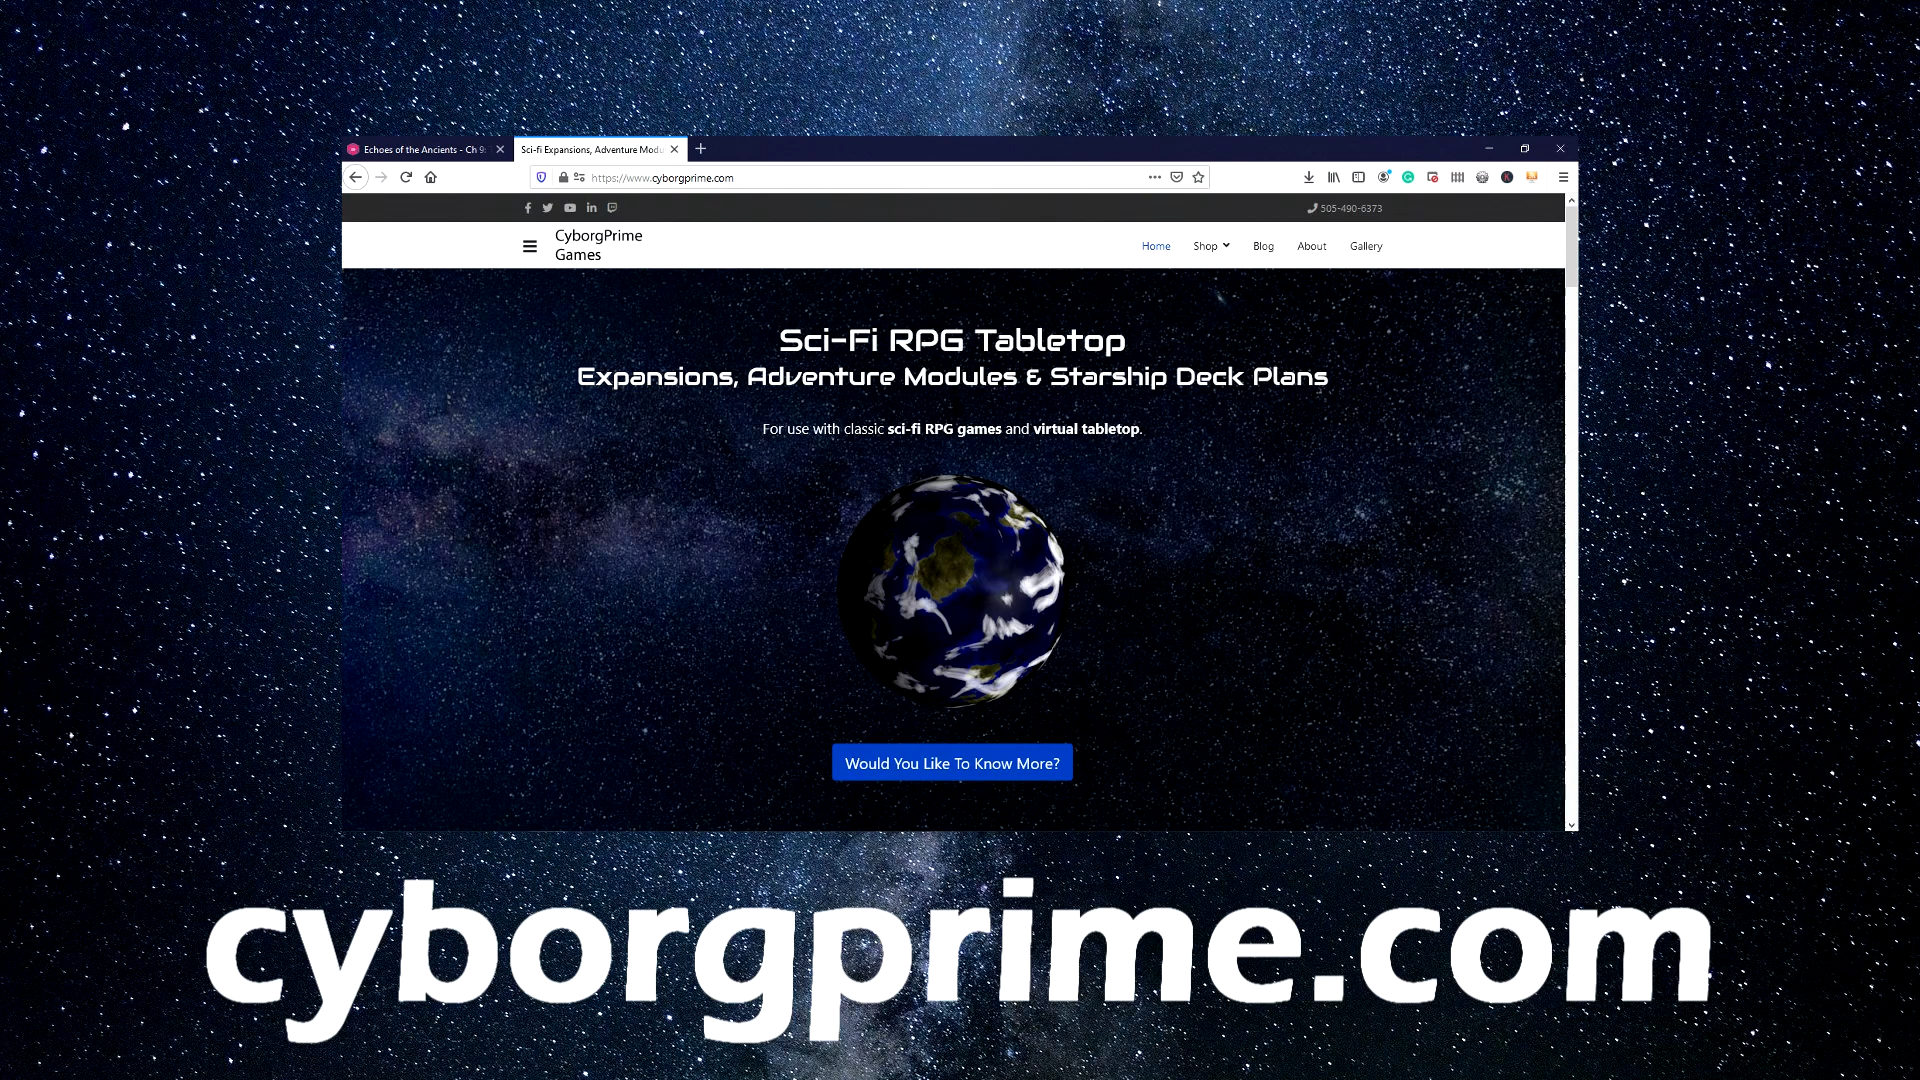 Echoes of the Ancients - Ch 9:
Sci-fi Expansions, Adventure Modu
https://www.cyborgprime.com
505-490-6373
CyborgPrime
Games
Home Shop Blog About Gallery
Sci-Fi RPG Tabletop
Expansions, Adventure Modules & Starship Deck Plans
For use with classic sci-fi RPG games and virtual tabletop.
Would You Like To Know More?
cyborgprime.com